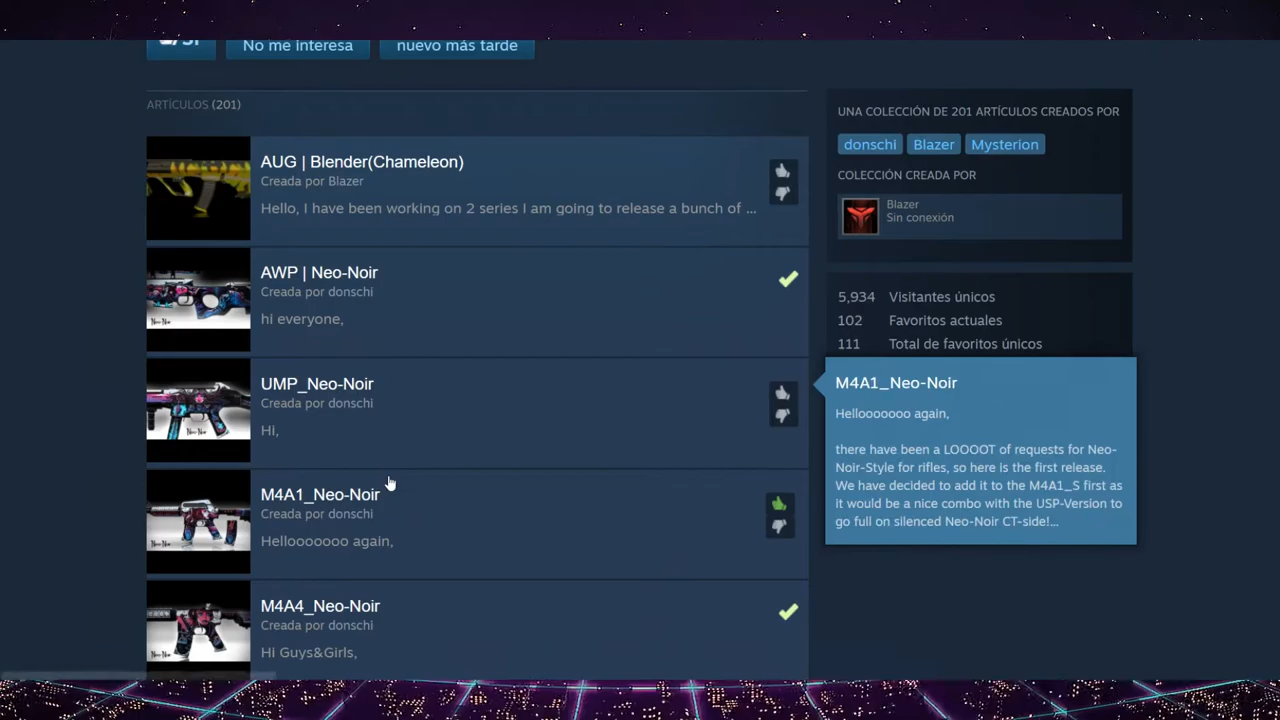 No me interesa
nuevo más tarde
ARTÍCULOS (201)
AUG | Blender(Chameleon)
Creada por Blazer
Hello, I have been working on 2 series I am going to release a bunch of ...
AWP | Neo-Noir
Creada por donschi
hi everyone,
UMP_Neo-Noir
Creada por donschi
Hi,
M4A1_Neo-Noir
Creada por donschi
Hellooooooo again,
M4A4_Neo-Noir
Creada por donschi
Hi Guys&Girls,
UNA COLECCIÓN DE 201 ARTÍCULOS CREADOS POR
donschi Blazer Mysterion
COLECCIÓN CREADA POR
Blazer
Sin conexión
5,934 Visitantes únicos
102 Favoritos actuales
111 Total de favoritos únicos
M4A1_Neo-Noir
Hellooooooo again,
there have been a LOOOOT of requests for Neo-
Noir-Style for rifles, so here is the first release.
We have decided to add it to the M4A1_S first as
it would be a nice combo with the USP-Version to
go full on silenced Neo-Noir CT-side!...